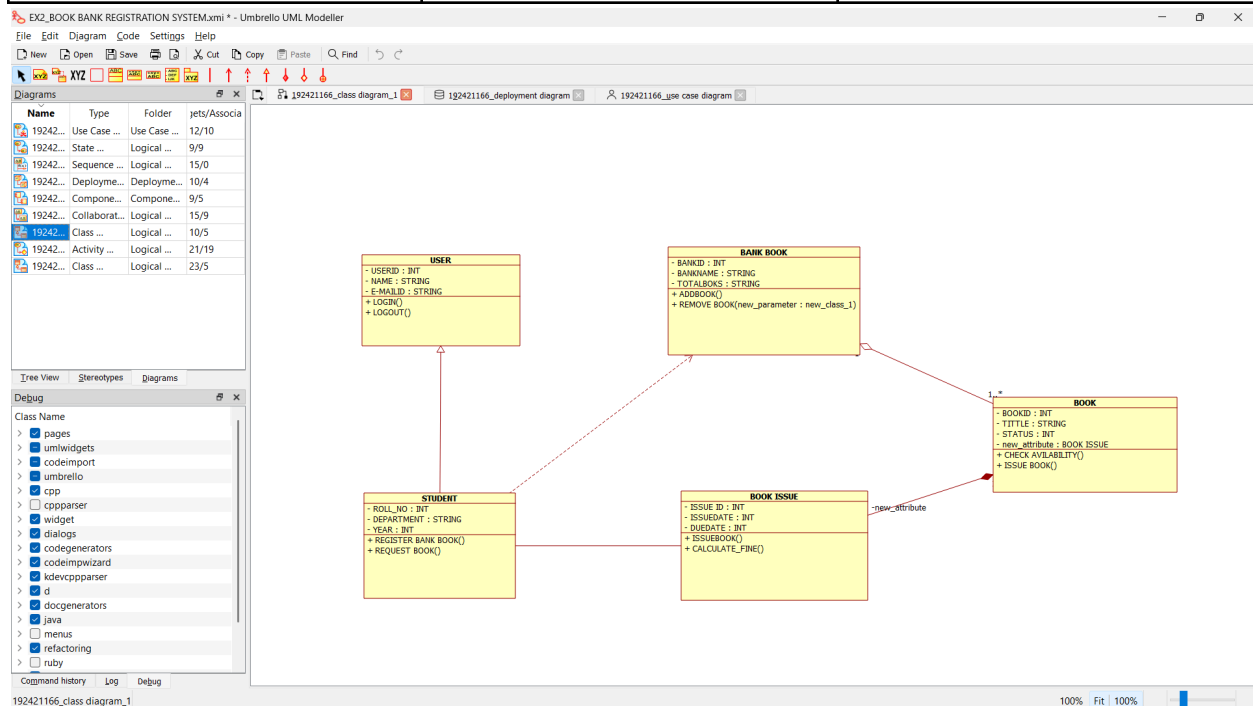 EX2_BOOK BANK REGISTRATION SYSTEM.xmi * - Umbrello UML Modeller
File Edit Diagram Code Settings Help
New Open Save Cut Copy Paste Find
XYZ
Diagrams
192421166_class diagram_1 192421166_deployment diagram 192421166_use case diagram
Name Type Folder jets/Associa
19242... Use Case ... Use Case ... 12/10
19242... State ... Logical ... 9/9
19242... Sequence ... Logical ... 15/0
19242... Deployme... Deployme... 10/4
19242... Compone... Compone... 9/5
19242... Collaborat... Logical ... 15/9
19242... Class ... Logical ... 10/5
19242... Activity ... Logical ... 21/19
19242... Class ... Logical ... 23/5
Tree View Stereotypes Diagrams
Debug
Class Name
pages
umlwidgets
codeimport
umbrello
cpp
cppparser
widget
dialogs
codegenerators
codeimpwizard
kdevcppparser
d
docgenerators
java
menus
refactoring
ruby
Command history Log Debug
192421166_class diagram_1
USER
- USERID : INT
- NAME : STRING
- E-MAILID : STRING
+ LOGIN()
+ LOGOUT()
BANK BOOK
- BANKID : INT
- BANKNAME : STRING
- TOTALBOKS : STRING
+ ADDBOOK()
+ REMOVE BOOK(new_parameter : new_class_1)
1..*
BOOK
- BOOKID : INT
- TITTLE : STRING
- STATUS : INT
- new_attribute : BOOK ISSUE
+ CHECK AVILABILITY()
+ ISSUE BOOK()
STUDENT
- ROLL_NO : INT
- DEPARTMENT : STRING
- YEAR : INT
+ REGISTER BANK BOOK()
+ REQUEST BOOK()
BOOK ISSUE
- ISSUE ID : INT
- ISSUEDATE : INT
- DUEDATE : INT
+ ISSUEBOOK()
+ CALCULATE_FINE()
-new_attribute
100% Fit 100%